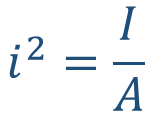 i² = I/A